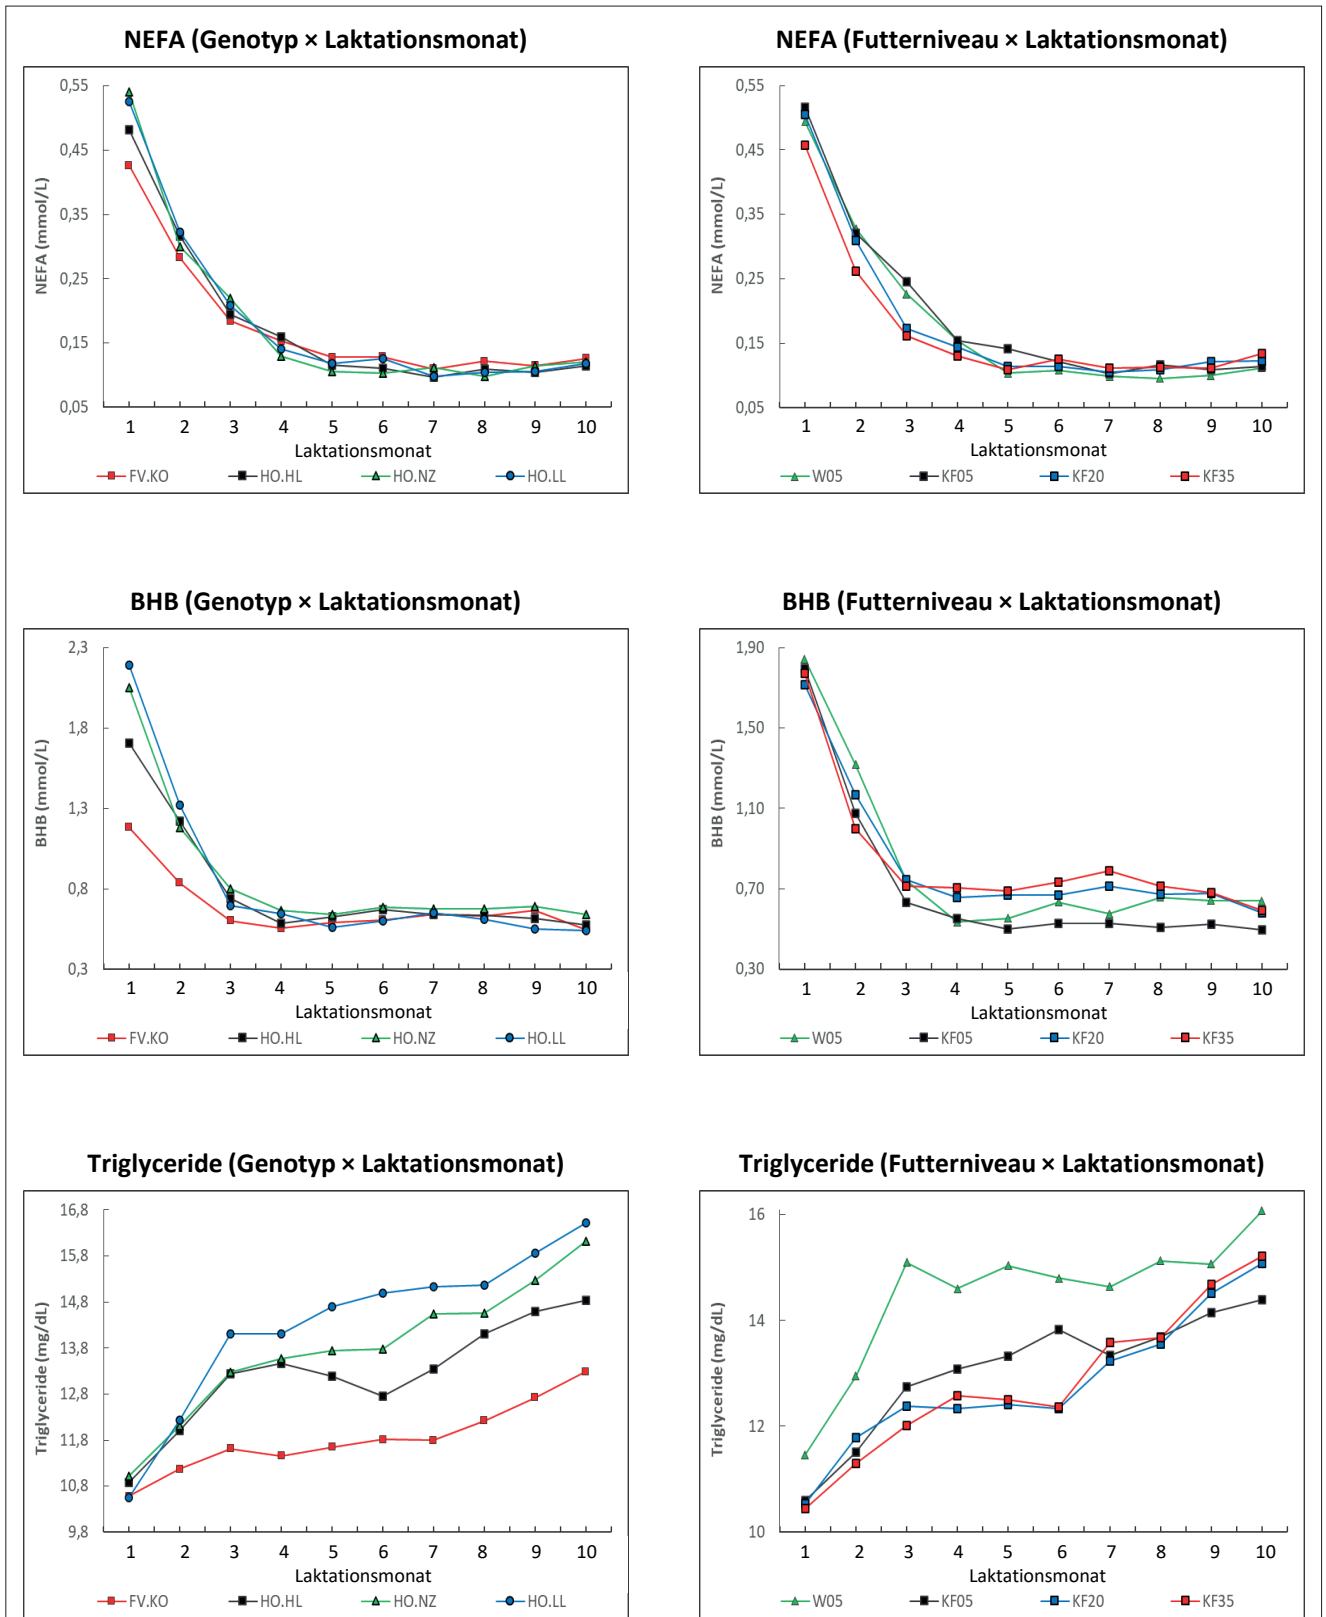 NEFA (Genotyp × Laktationsmonat)
NEFA (mmol/L)
0,55
0,45
0,35
0,25
0,15
0,05
1 2 3 4 5 6 7 8 9 10
Laktationsmonat
FV.KO HO.HL HO.NZ HO.LL
NEFA (Futterniveau × Laktationsmonat)
NEFA (mmol/L)
0,55
0,45
0,35
0,25
0,15
0,05
1 2 3 4 5 6 7 8 9 10
Laktationsmonat
W05 KF05 KF20 KF35
BHB (Genotyp × Laktationsmonat)
BHB (mmol/L)
2,3
1,8
1,3
0,8
0,3
1 2 3 4 5 6 7 8 9 10
Laktationsmonat
FV.KO HO.HL HO.NZ HO.LL
BHB (Futterniveau × Laktationsmonat)
BHB (mmol/L)
1,90
1,50
1,10
0,70
0,30
1 2 3 4 5 6 7 8 9 10
Laktationsmonat
W05 KF05 KF20 KF35
Triglyceride (Genotyp × Laktationsmonat)
Triglyceride (mg/dL)
16,8
15,8
14,8
13,8
12,8
11,8
10,8
9,8
1 2 3 4 5 6 7 8 9 10
Laktationsmonat
FV.KO HO.HL HO.NZ HO.LL
Triglyceride (Futterniveau × Laktationsmonat)
Triglyceride (mg/dL)
16
14
12
10
1 2 3 4 5 6 7 8 9 10
Laktationsmonat
W05 KF05 KF20 KF35